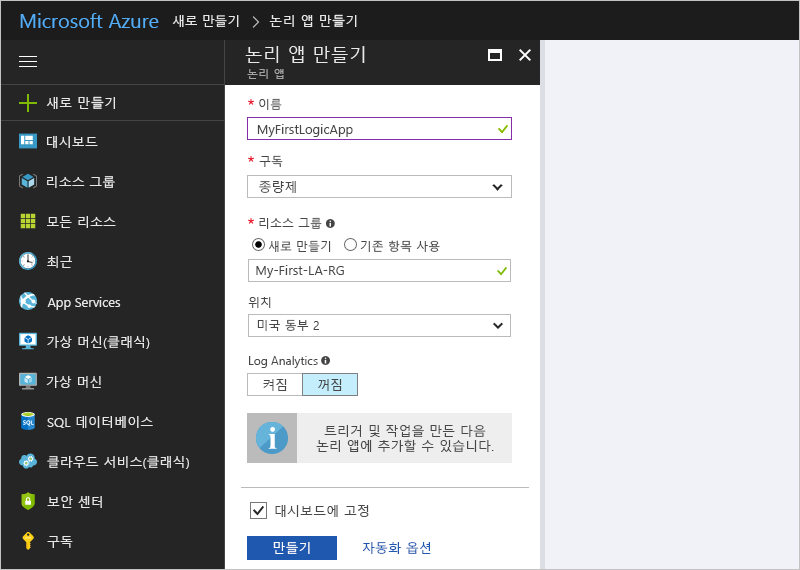 Microsoft Azure 새로 만들기 > 논리 앱 만들기
새로 만들기
대시보드
리소스 그룹
모든 리소스
최근
App Services
가상 머신(클래식)
가상 머신
SQL 데이터베이스
클라우드 서비스(클래식)
보안 센터
구독
논리 앱 만들기
논리 앱
* 이름
MyFirstLogicApp
* 구독
종량제
* 리소스 그룹
새로 만들기 기존 항목 사용
My-First-LA-RG
위치
미국 동부 2
Log Analytics
켜짐 꺼짐
트리거 및 작업을 만든 다음
논리 앱에 추가할 수 있습니다.
대시보드에 고정
만들기 자동화 옵션